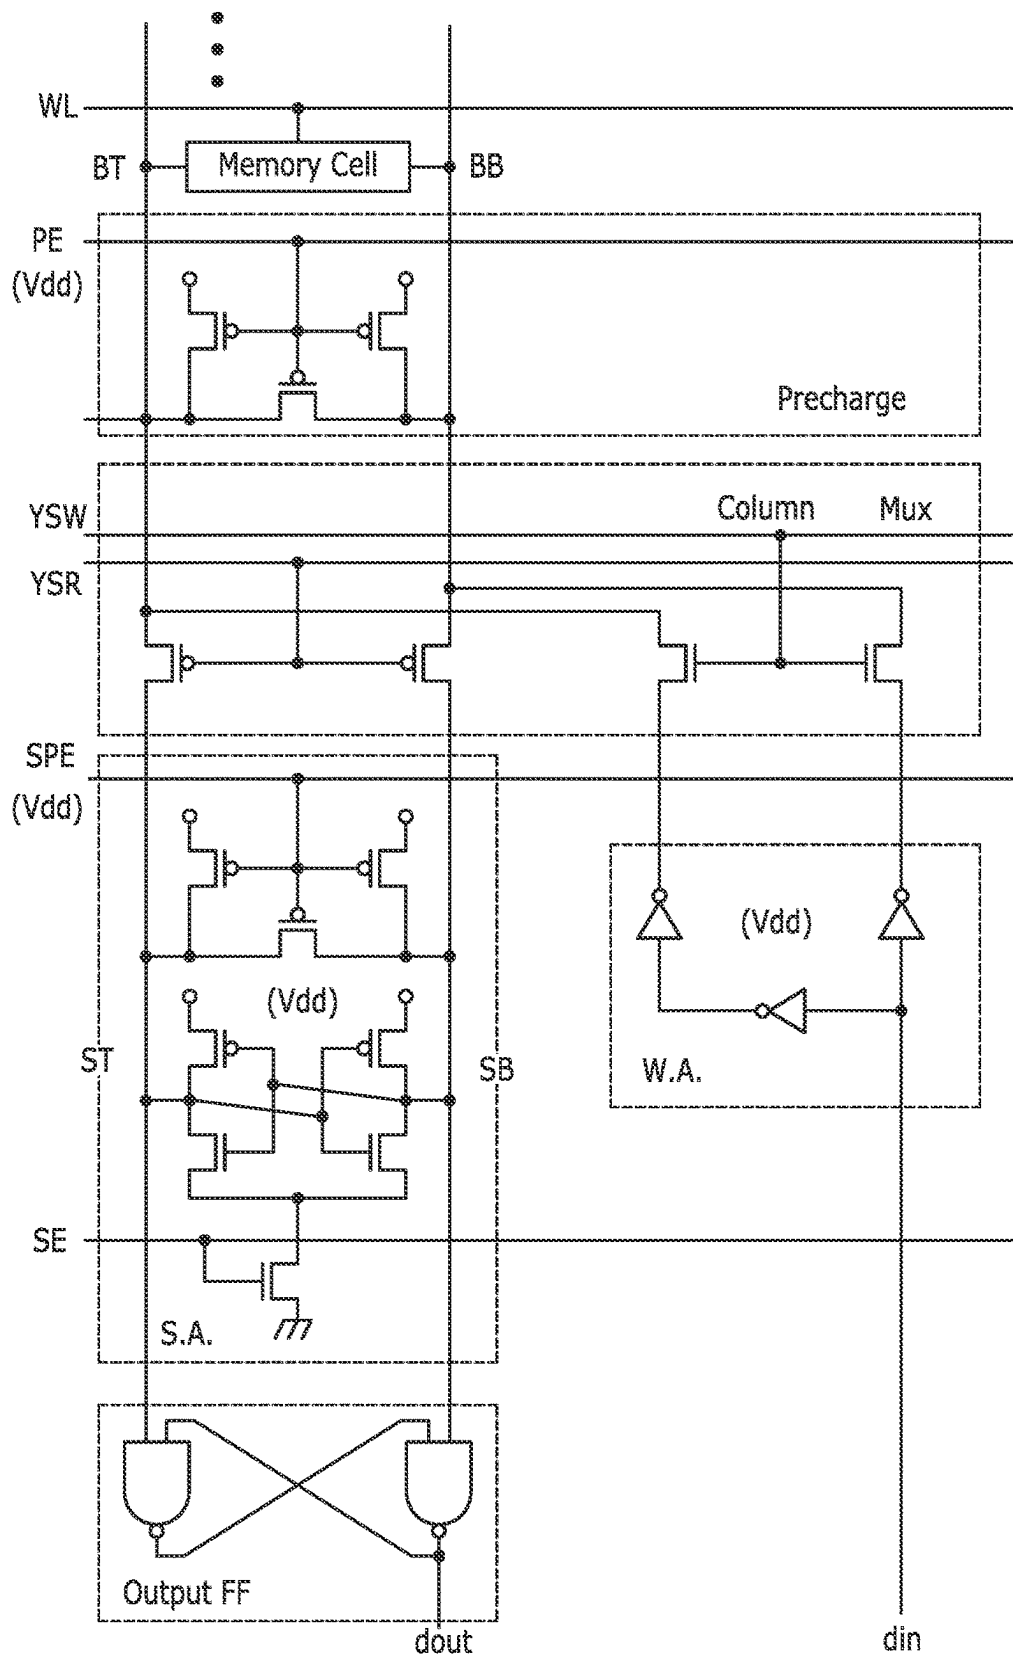 WL
Memory Cell
BT
BB
PE
(Vdd)
Precharge
YSW
Column Mux
YSR
SPE
(Vdd)
(Vdd)
(Vdd)
ST
SB
W.A.
SE
S.A.
Output FF
dout
din